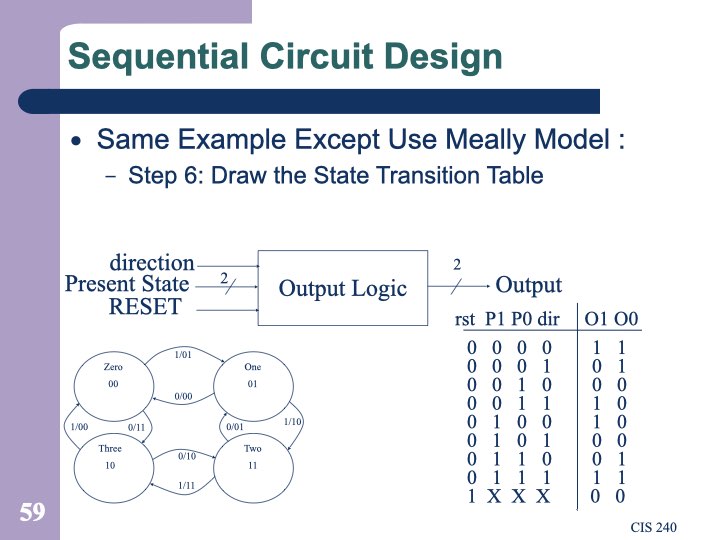 Sequential Circuit Design
• Same Example Except Use Meally Model :
– Step 6: Draw the State Transition Table
direction
Present State
RESET
2
Output Logic
2
Output
rst P1 P0 dir O1 O0
0 0 0 0 1 1
0 0 0 1 0 1
0 0 1 0 0 0
0 0 1 1 1 0
0 1 0 0 1 0
0 1 0 1 0 0
0 1 1 0 0 1
0 1 1 1 1 1
1 X X X 0 0
Zero
00
1/01
One
01
0/00
1/00
0/11
0/01
1/10
Three
10
0/10
Two
11
1/11
59
CIS 240